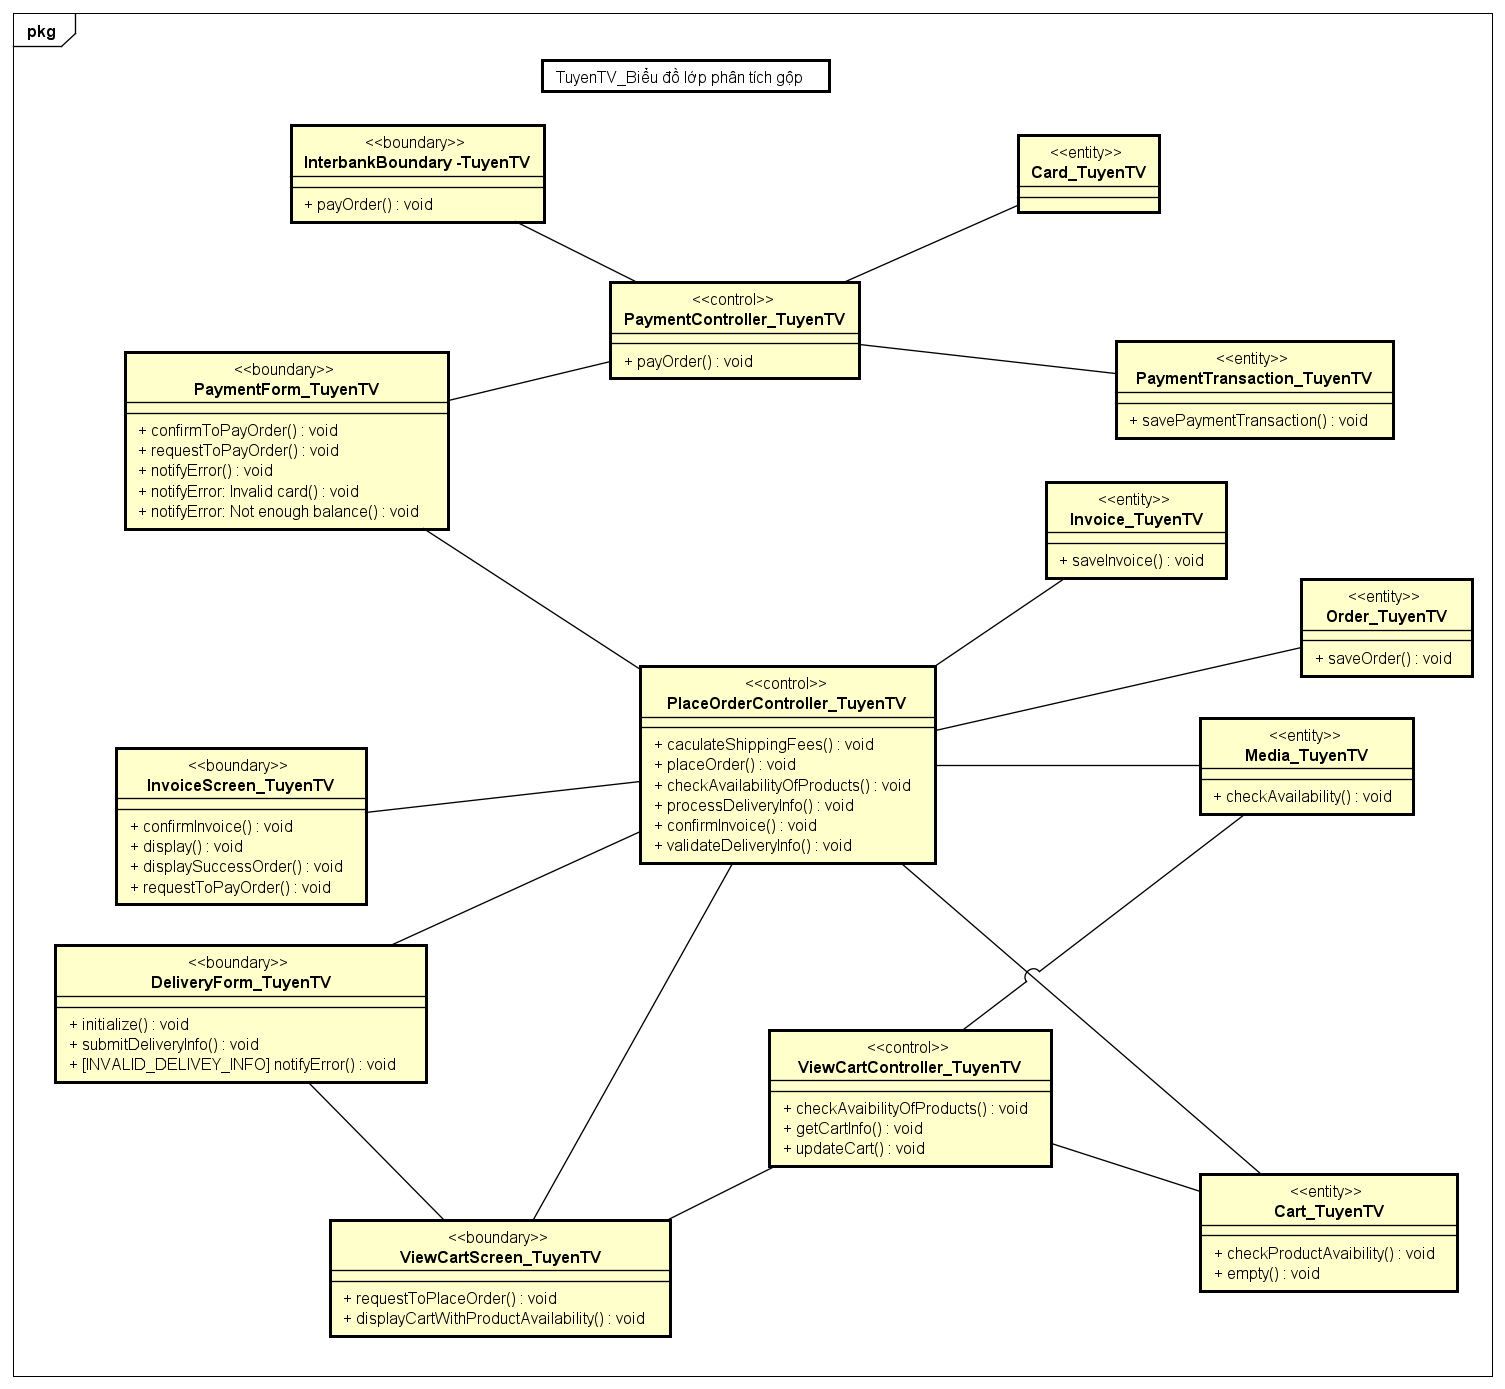 pkg
TuyenTV_Biểu đồ lớp phân tích gộp
<<boundary>>
InterbankBoundary -TuyenTV
+ payOrder() : void
<<entity>>
Card_TuyenTV
<<control>>
PaymentController_TuyenTV
+ payOrder() : void
<<boundary>>
PaymentForm_TuyenTV
+ confirmToPayOrder() : void
+ requestToPayOrder() : void
+ notifyError() : void
+ notifyError: Invalid card() : void
+ notifyError: Not enough balance() : void
<<entity>>
PaymentTransaction_TuyenTV
+ savePaymentTransaction() : void
<<entity>>
Invoice_TuyenTV
+ saveInvoice() : void
<<entity>>
Order_TuyenTV
+ saveOrder() : void
<<control>>
PlaceOrderController_TuyenTV
+ caculateShippingFees() : void
+ placeOrder() : void
+ checkAvailabilityOfProducts() : void
+ processDeliveryInfo() : void
+ confirmInvoice() : void
+ validateDeliveryInfo() : void
<<entity>>
Media_TuyenTV
+ checkAvailability() : void
<<boundary>>
InvoiceScreen_TuyenTV
+ confirmInvoice() : void
+ display() : void
+ displaySuccessOrder() : void
+ requestToPayOrder() : void
<<boundary>>
DeliveryForm_TuyenTV
+ initialize() : void
+ submitDeliveryInfo() : void
+ [INVALID_DELIVEY_INFO] notifyError() : void
<<control>>
ViewCartController_TuyenTV
+ checkAvaibilityOfProducts() : void
+ getCartInfo() : void
+ updateCart() : void
<<entity>>
Cart_TuyenTV
+ checkProductAvaibility() : void
+ empty() : void
<<boundary>>
ViewCartScreen_TuyenTV
+ requestToPlaceOrder() : void
+ displayCartWithProductAvailability() : void